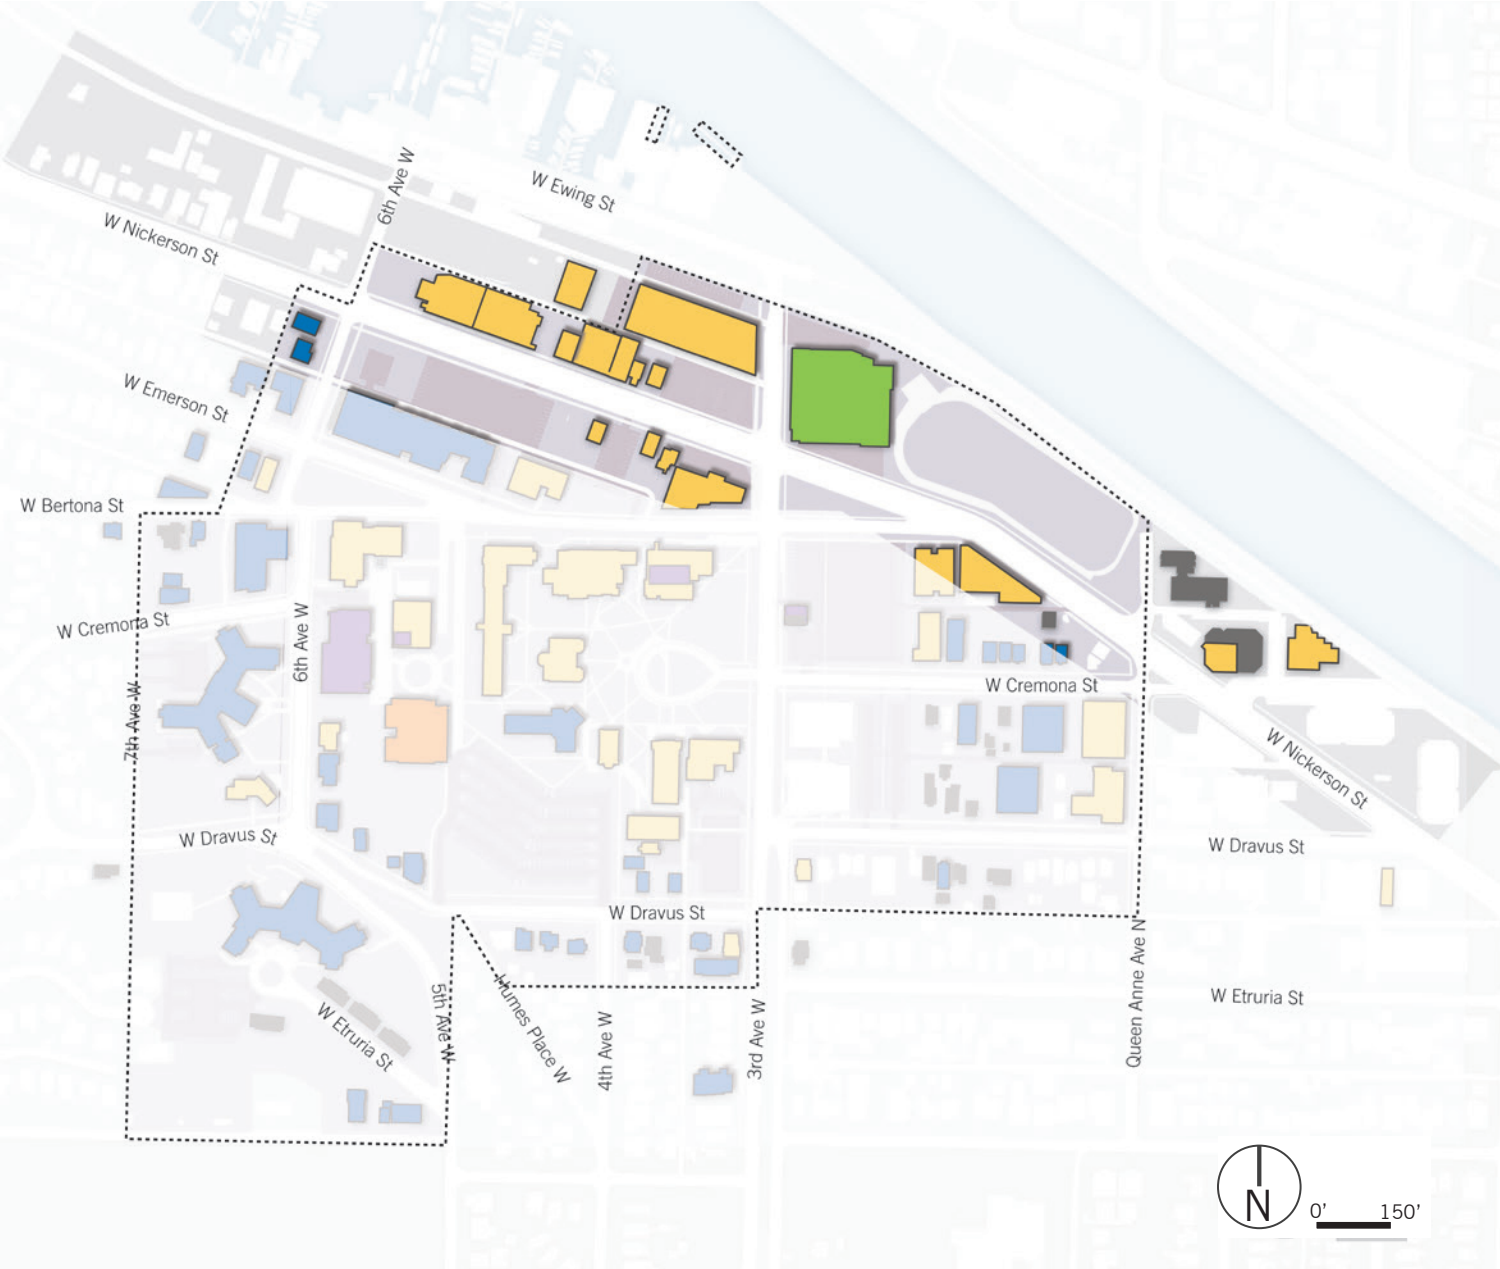 6th Ave W
W Ewing St
W Nickerson St
W Emerson St
W Bertona St
W Cremona St
6th Ave W
7th Ave W
W Cremona St
W Nickerson St
W Dravus St
W Dravus St
W Dravus St
Queen Anne Ave N
W Etruria St
W Etruria St
5th Ave W
Humes Place W
4th Ave W
3rd Ave W
N
0' 150'